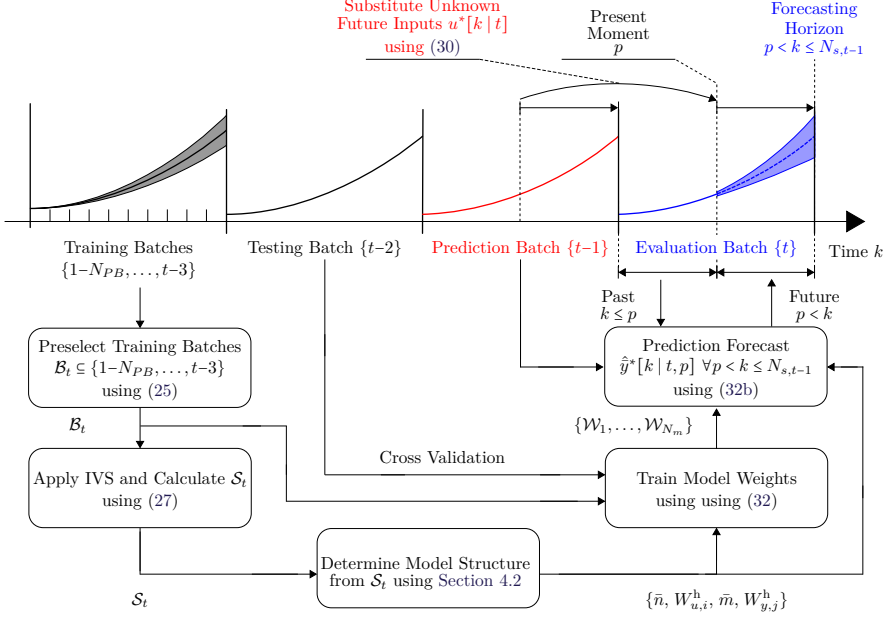 Substitute Unknown
Future Inputs u*[k | t]
using (30)
Present
Moment
p
Forecasting
Horizon
p < k ≤ N_{s,t−1}
Training Batches
{1−N_{PB}, . . . , t−3}
Testing Batch {t−2}
Prediction Batch {t−1}
Evaluation Batch {t}
Time k
Past
k ≤ p
Future
p < k
Preselect Training Batches
ℬ_t ⊆ {1−N_{PB}, . . . , t−3}
using (25)
Prediction Forecast
ŷ̄*[k | t, p] ∀p < k ≤ N_{s,t−1}
using (32b)
ℬ_t
{𝒲_1, . . . , 𝒲_{N_m}}
Cross Validation
Apply IVS and Calculate 𝒮_t
using (27)
Train Model Weights
using using (32)
Determine Model Structure
from 𝒮_t using Section 4.2
𝒮_t
{n̄, W^h_{u,i}, m̄, W^h_{y,j}}